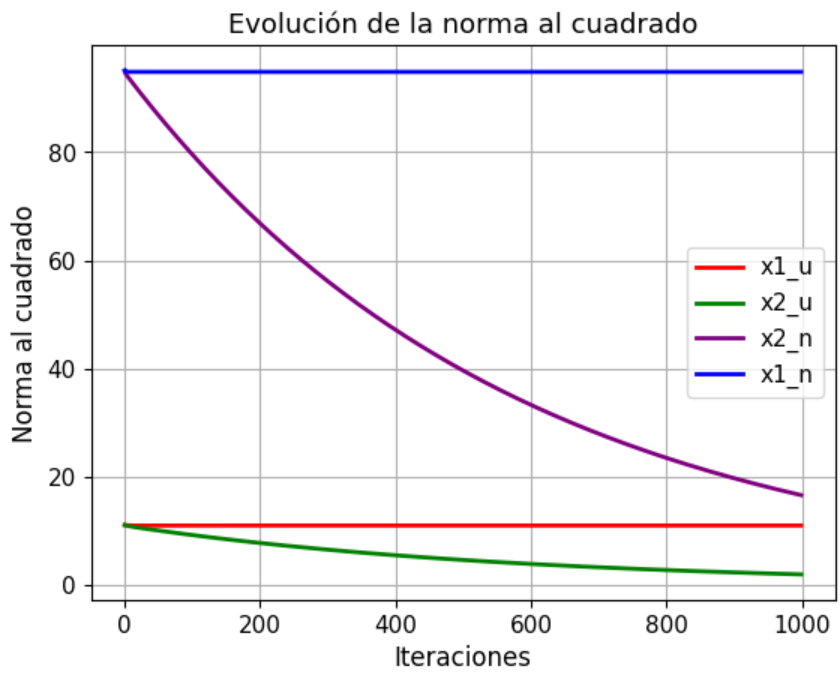 Evolución de la norma al cuadrado
Norma al cuadrado
80
60
40
20
0
x1_u
x2_u
x2_n
x1_n
0 200 400 600 800 1000
Iteraciones